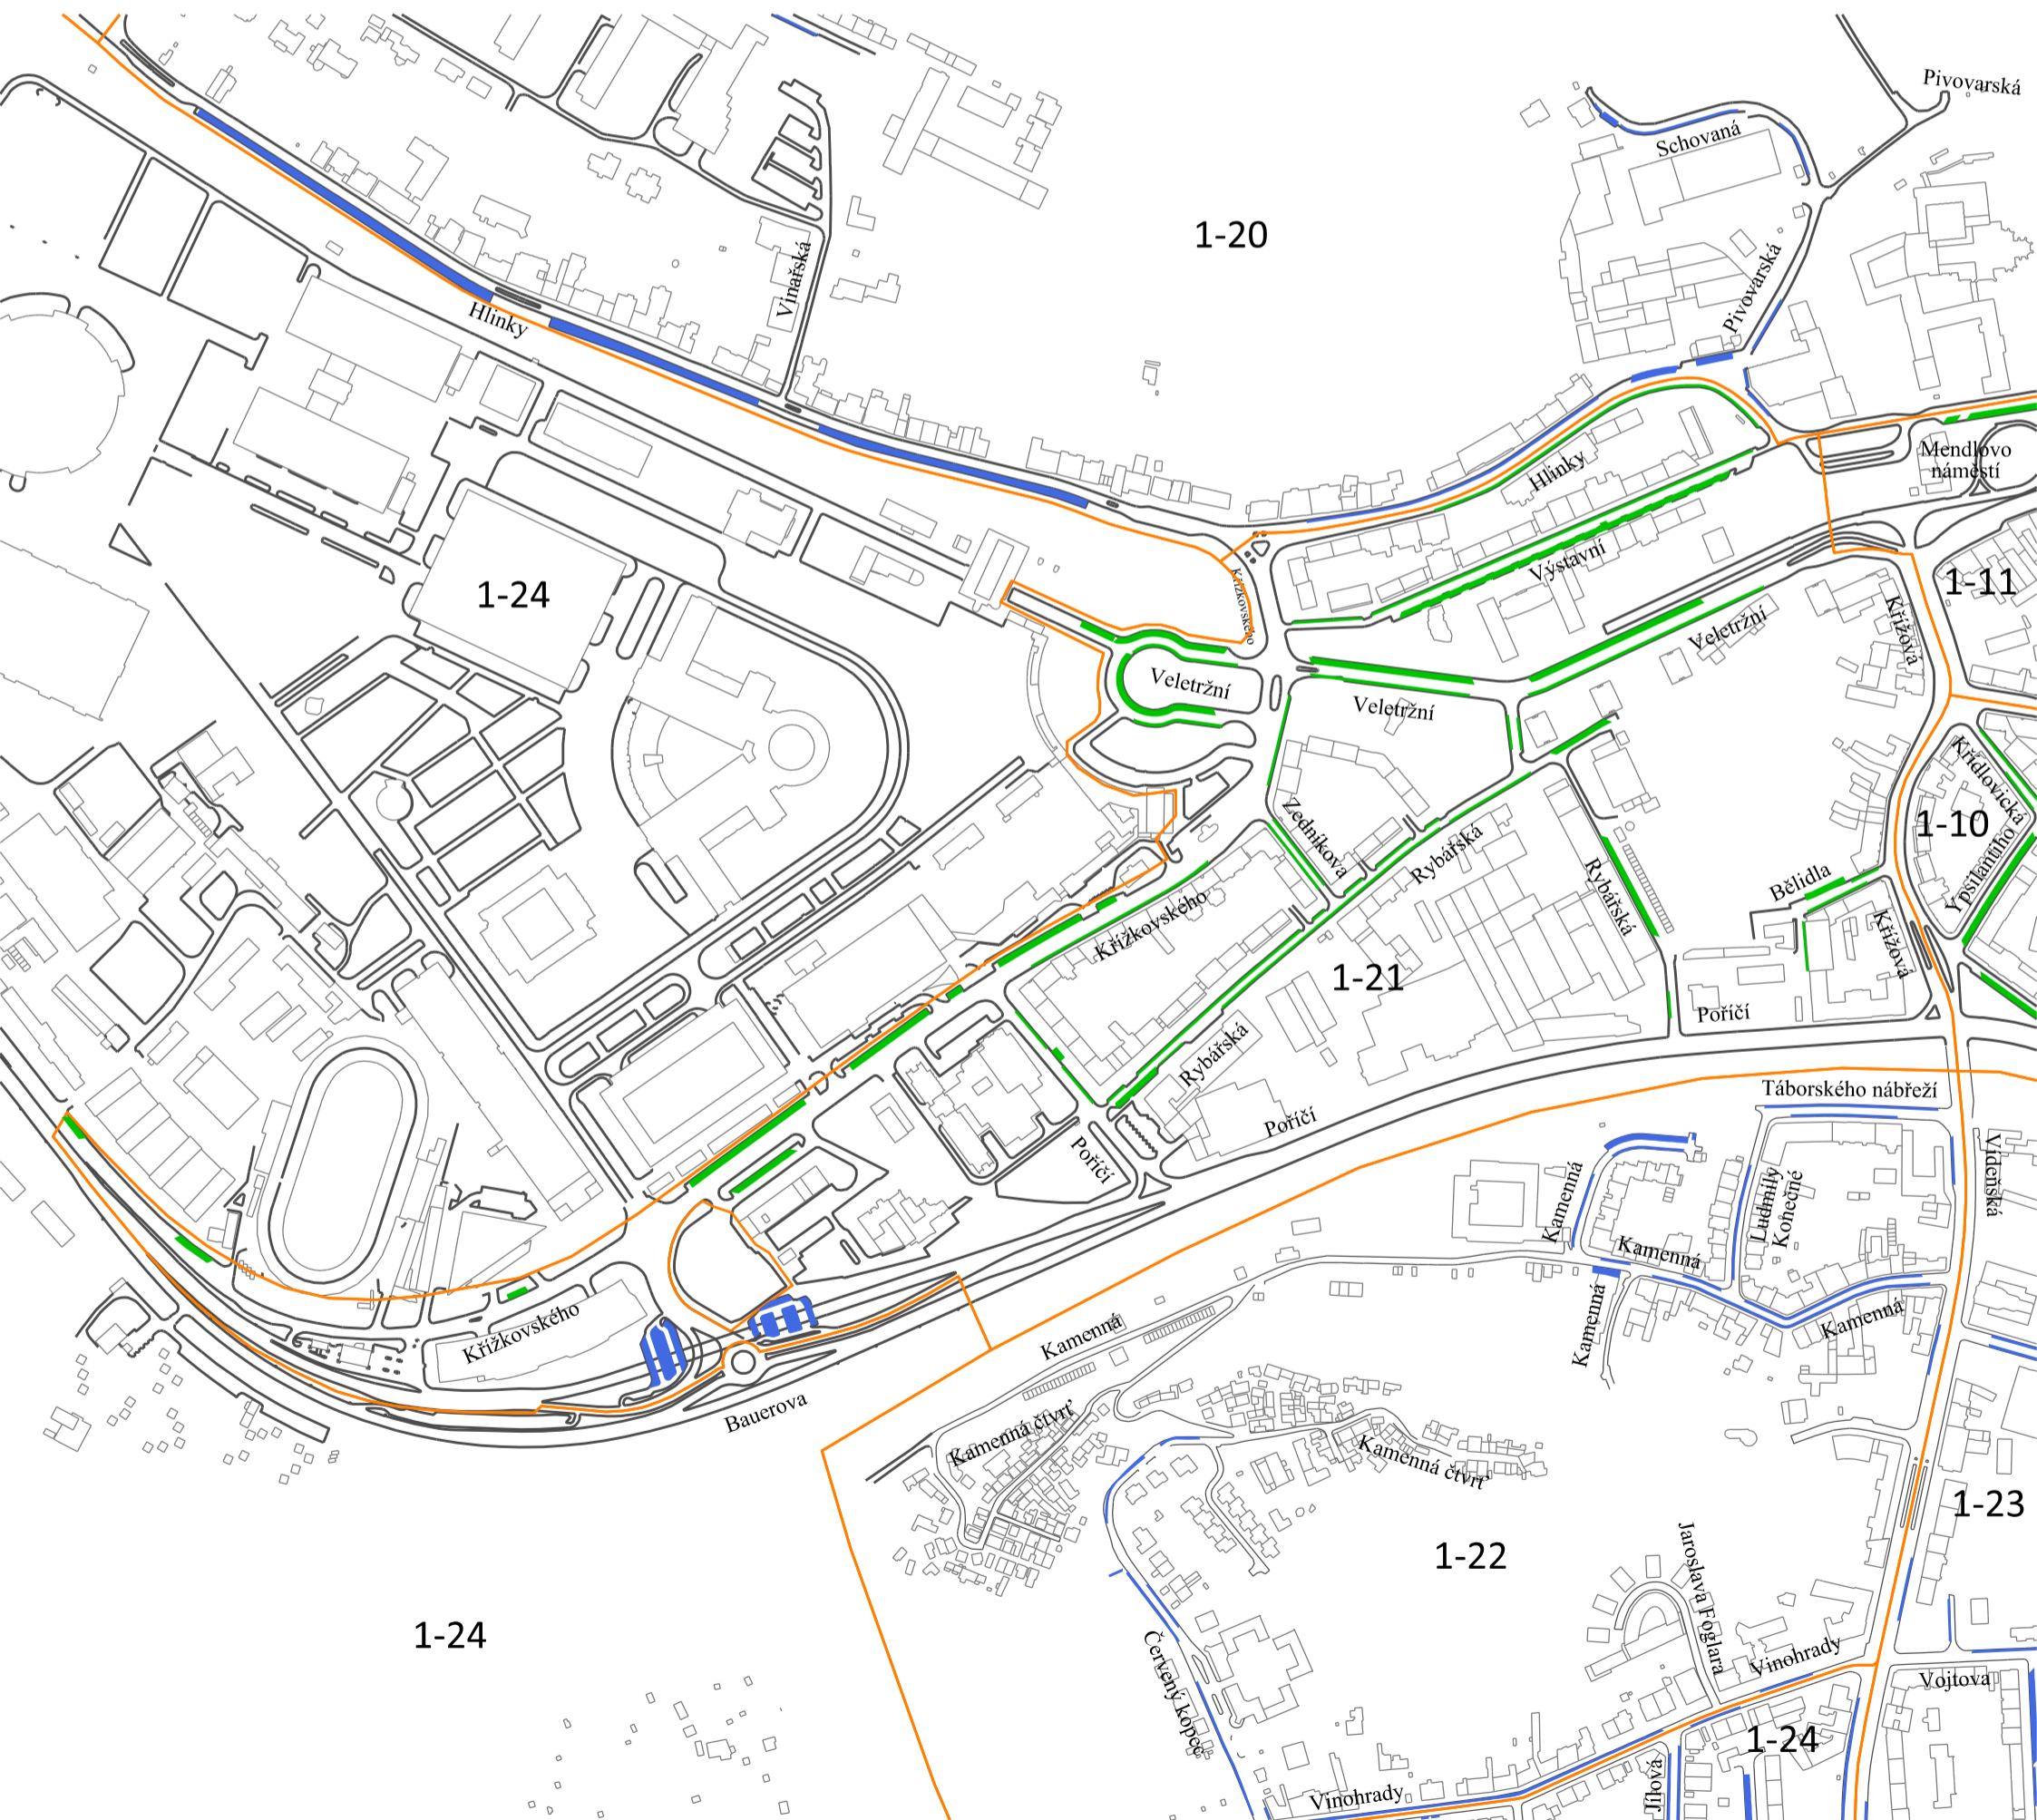 Pivovarská
Schovaná
1-20
Vinařská
Pivovarská
Hlinky
Mendlovo
náměstí
Hlinky
Výstavní
1-24
Křížkovského
1-11
Křížová
Veletržní
Veletržní
Veletržní
Křídlovická
1-10
Zedníkova
Rybářská
Rybářská
Bělidla
Ypsilantiho
Křížkovského
Křížová
1-21
Poříčí
Rybářská
Táborského nábřeží
Poříčí
Poříčí
Vídeňská
Kamenná
Ludmily
Konečné
Kamenná
Křížkovského
Kamenná
Kamenná
Kamenná
Bauerova
Kamenná čtvrť
Kamenná čtvrť
1-23
1-22
Jaroslava Foglara
1-24
Červený kopec
Vinohrady
Vojtova
1-24
Vinohrady
Jílová